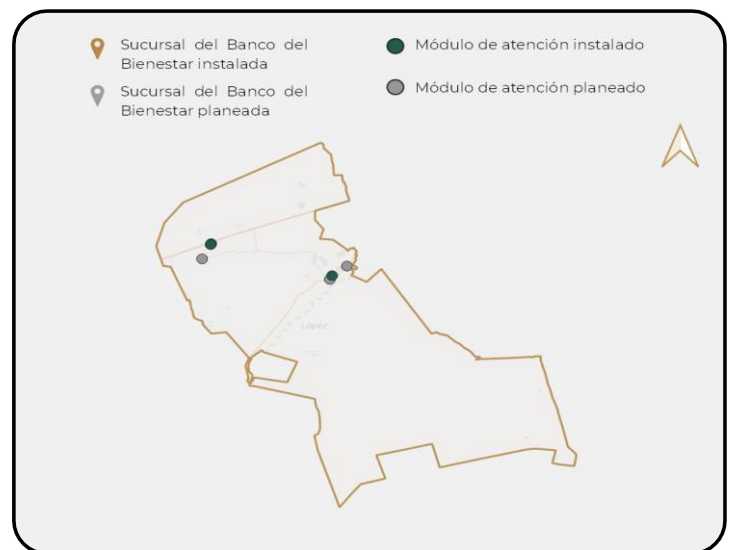 Sucursal del Banco del
Bienestar instalada
Sucursal del Banco del
Bienestar planeada
Módulo de atención instalado
Módulo de atención planeado
López